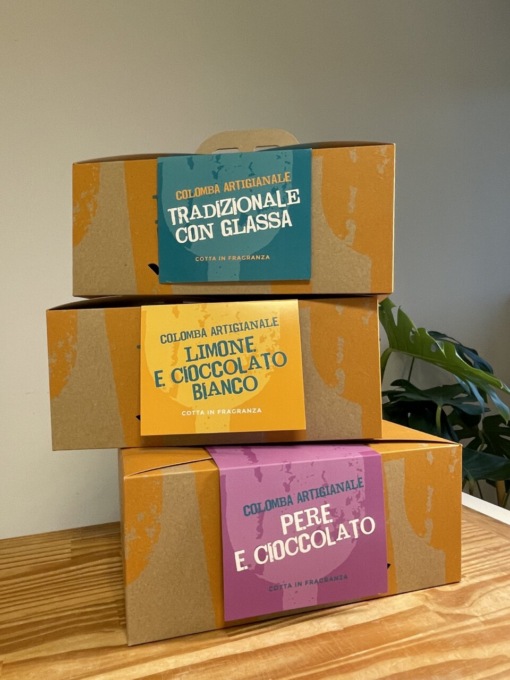 COLOMBA ARTIGIANALE
TRADIZIONALE
CON GLASSA
COTTA IN FRAGRANZA
COLOMBA ARTIGIANALE
LIMONE
E CIOCCOLATO
BIANCO
COTTA IN FRAGRANZA
COLOMBA ARTIGIANALE
PERE
E CIOCCOLATO
COTTA IN FRAGRANZA